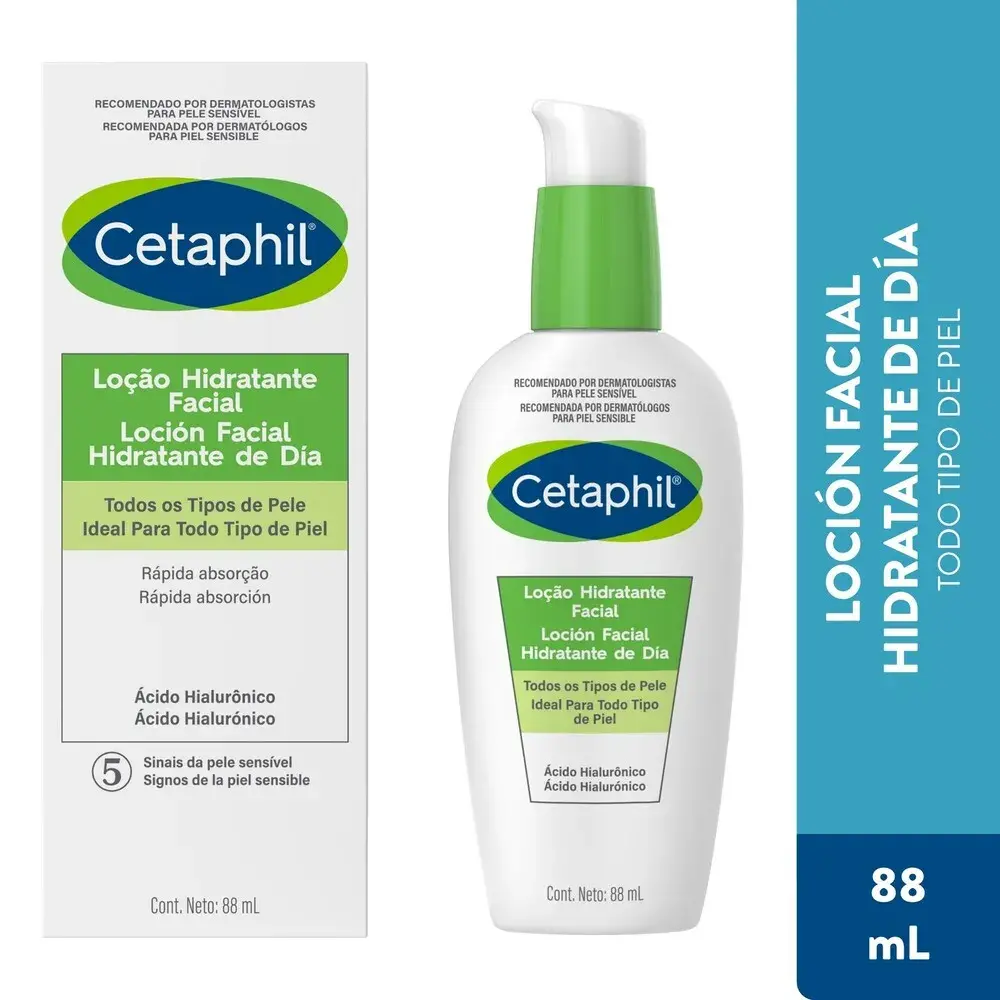 RECOMENDADO POR DERMATOLOGISTAS
PARA PELE SENSÍVEL
RECOMENDADA POR DERMATÓLOGOS
PARA PIEL SENSIBLE
Cetaphil®
Loção Hidratante
Facial
Loción Facial
Hidratante de Día
Todos os Tipos de Pele
Ideal Para Todo Tipo de Piel
Rápida absorção
Rápida absorción
Ácido Hialurônico
Ácido Hialurónico
5
Sinais da pele sensível
Signos de la piel sensible
Cont. Neto: 88 mL
RECOMENDADO POR DERMATOLOGISTAS
PARA PELE SENSÍVEL
RECOMENDADA POR DERMATÓLOGOS
PARA PIEL SENSIBLE
Cetaphil®
Loção Hidratante
Facial
Loción Facial
Hidratante de Día
Todos os Tipos de Pele
Ideal Para Todo Tipo
de Piel
Ácido Hialurônico
Ácido Hialurónico
Cont. Neto: 88 mL
LOCIÓN FACIAL
HIDRATANTE DE DÍA
TODO TIPO DE PIEL
88
mL